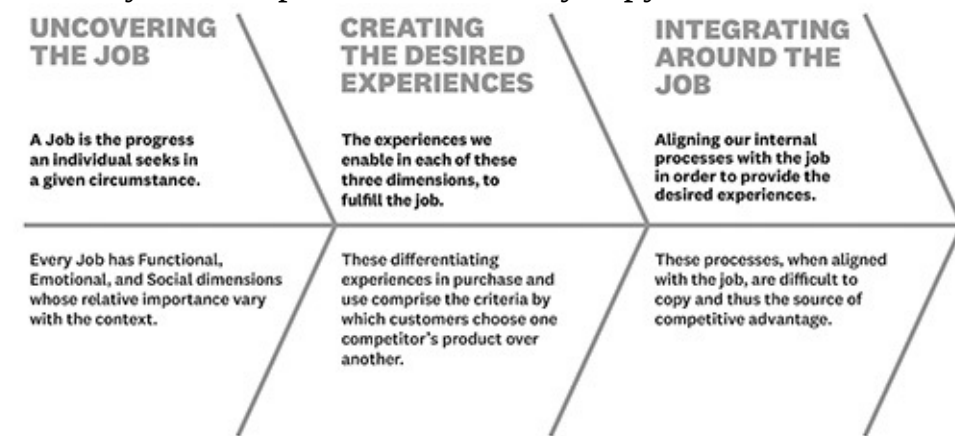 UNCOVERING
THE JOB
A Job is the progress
an individual seeks in
a given circumstance.
Every Job has Functional,
Emotional, and Social dimensions
whose relative importance vary
with the context.
CREATING
THE DESIRED
EXPERIENCES
The experiences we
enable in each of these
three dimensions, to
fulfill the job.
These differentiating
experiences in purchase and
use comprise the criteria by
which customers choose one
competitor's product over
another.
INTEGRATING
AROUND THE
JOB
Aligning our internal
processes with the job
in order to provide the
desired experiences.
These processes, when aligned
with the job, are difficult to
copy and thus the source of
competitive advantage.